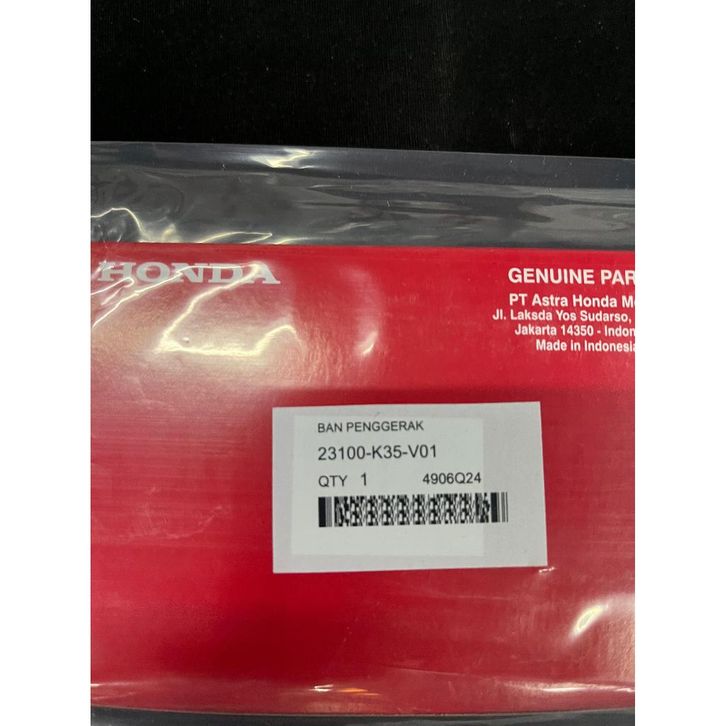 HONDA
GENUINE PAR
PT Astra Honda M
Jl. Laksda Yos Sudarso,
Jakarta 14350 - Indon
Made in Indonesia
BAN PENGGERAK
23100-K35-V01
QTY 1 4906Q24